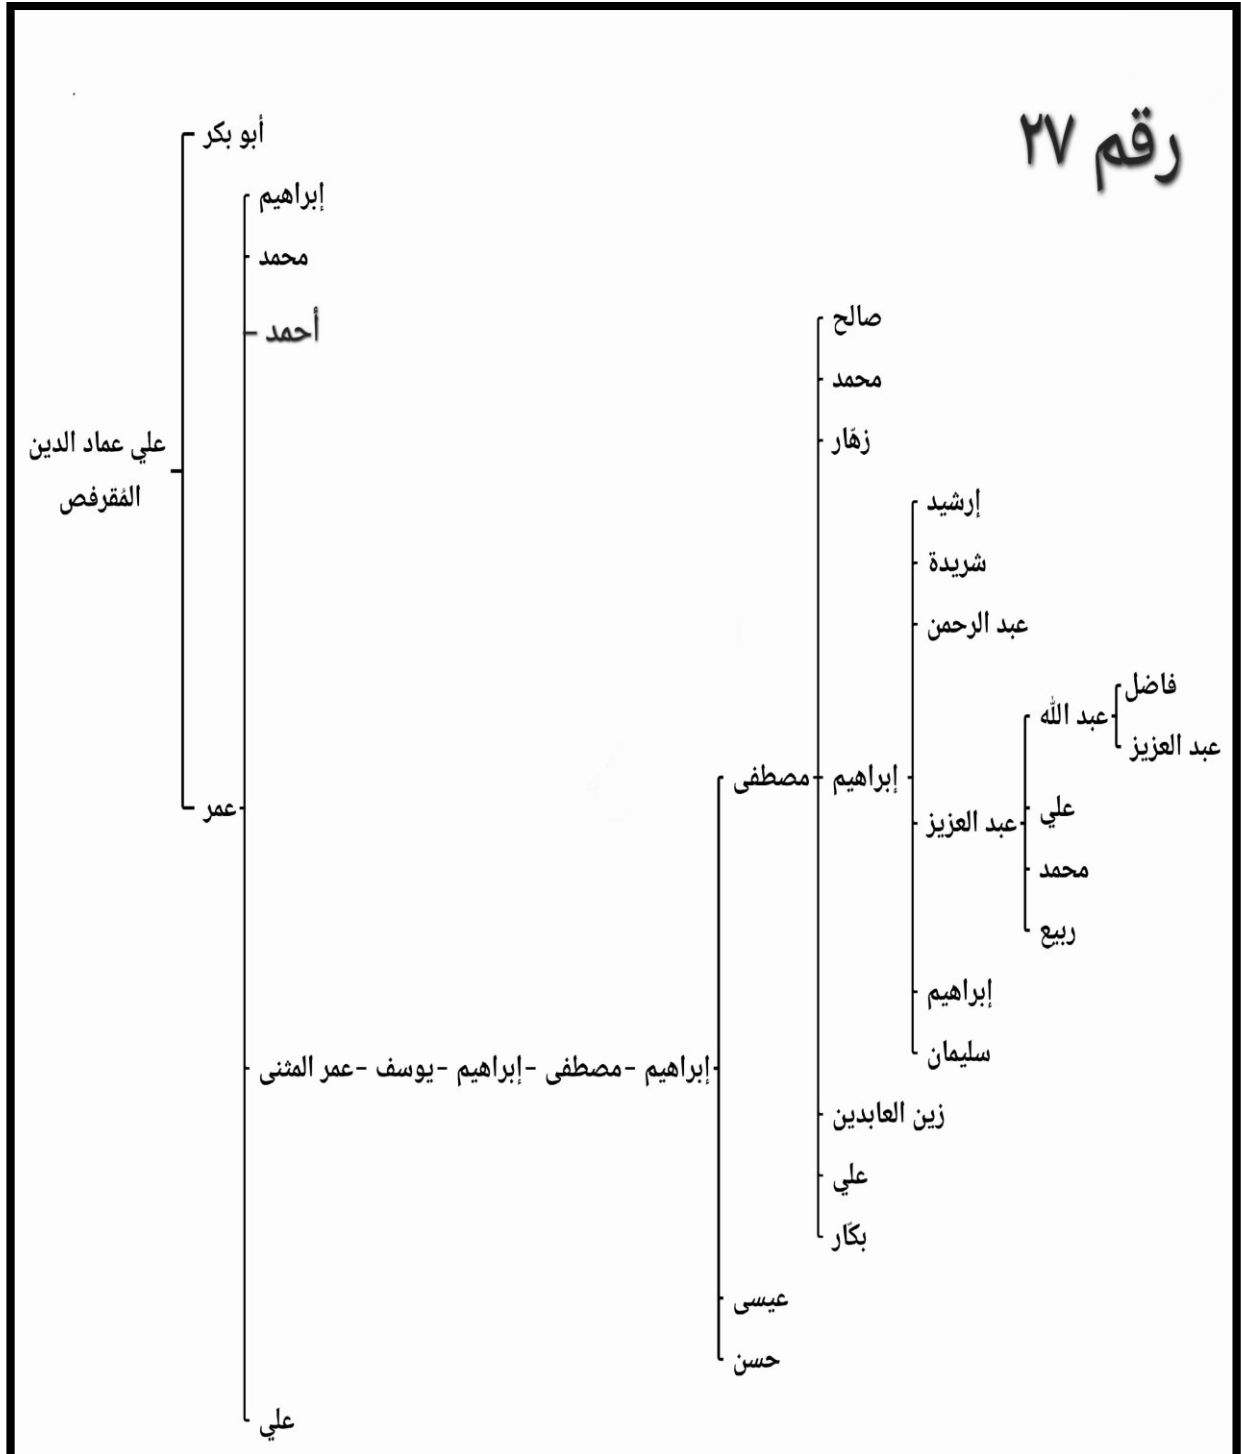 رقم ٢٧
أبو بكر
إبراهيم
محمد
أحمد
صالح
محمد
زهّار
علي عماد الدين
المُقرفص
إرشيد
شريدة
عبد الرحمن
فاضل
عبد الله
عبد العزيز
مصطفى
إبراهيم
عمر
علي
عبد العزيز
محمد
ربيع
إبراهيم
سليمان
عمر المثنى - يوسف - إبراهيم - مصطفى - إبراهيم
زين العابدين
علي
بكّار
عيسى
حسن
علي